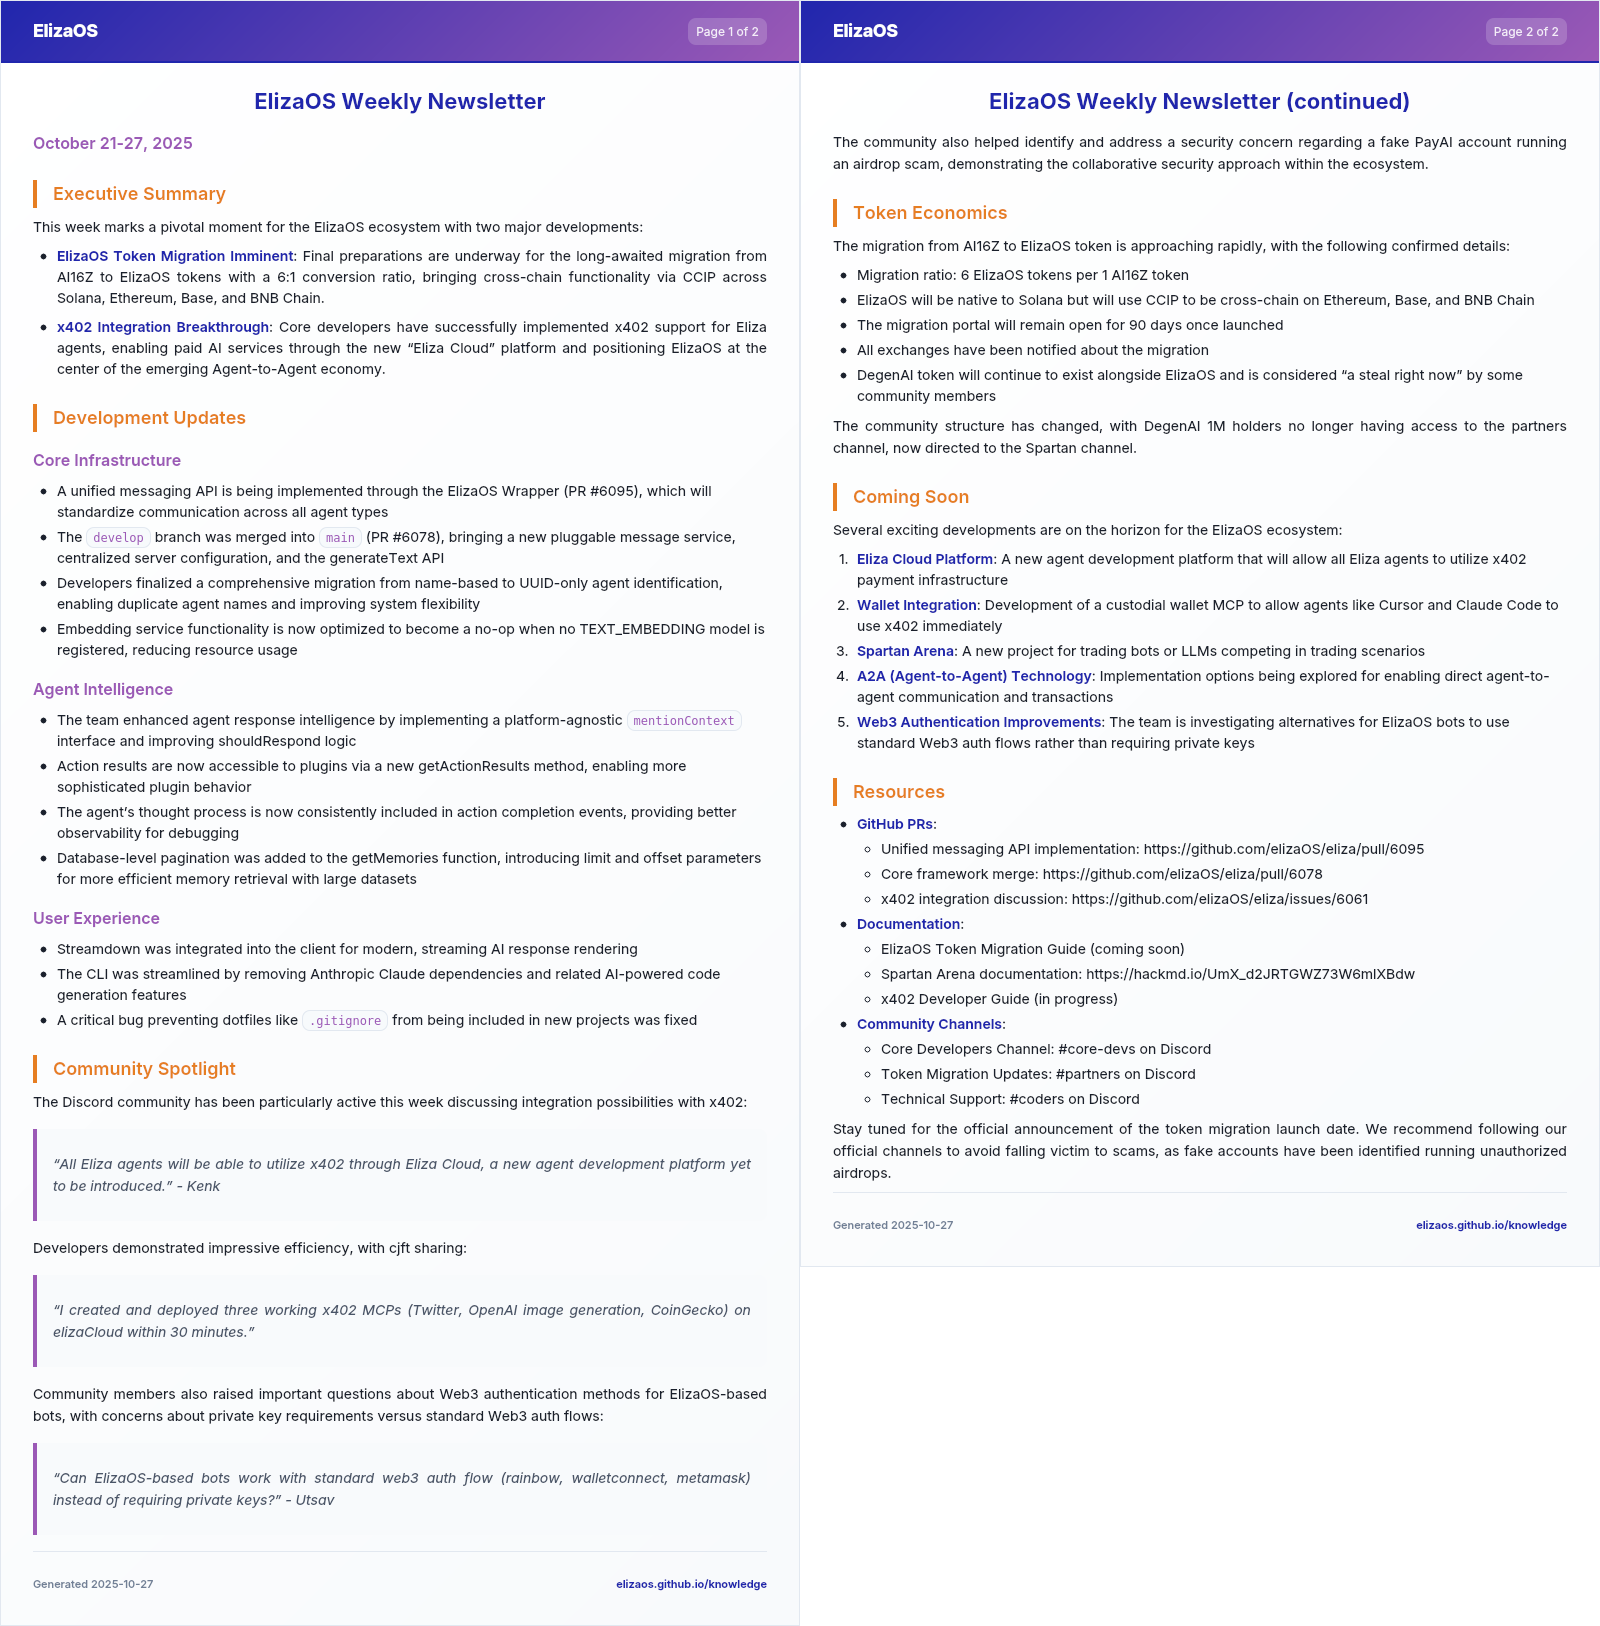 ElizaOS
Page 1 of 2
ElizaOS Weekly Newsletter
October 21-27, 2025
Executive Summary
This week marks a pivotal moment for the ElizaOS ecosystem with two major developments:
• ElizaOS Token Migration Imminent: Final preparations are underway for the long-awaited migration from
AI16Z to ElizaOS tokens with a 6:1 conversion ratio, bringing cross-chain functionality via CCIP across
Solana, Ethereum, Base, and BNB Chain.
• x402 Integration Breakthrough: Core developers have successfully implemented x402 support for Eliza
agents, enabling paid AI services through the new “Eliza Cloud” platform and positioning ElizaOS at the
center of the emerging Agent-to-Agent economy.
Development Updates
Core Infrastructure
• A unified messaging API is being implemented through the ElizaOS Wrapper (PR #6095), which will
standardize communication across all agent types
• The develop branch was merged into main (PR #6078), bringing a new pluggable message service,
centralized server configuration, and the generateText API
• Developers finalized a comprehensive migration from name-based to UUID-only agent identification,
enabling duplicate agent names and improving system flexibility
• Embedding service functionality is now optimized to become a no-op when no TEXT_EMBEDDING model is
registered, reducing resource usage
Agent Intelligence
• The team enhanced agent response intelligence by implementing a platform-agnostic mentionContext
interface and improving shouldRespond logic
• Action results are now accessible to plugins via a new getActionResults method, enabling more
sophisticated plugin behavior
• The agent’s thought process is now consistently included in action completion events, providing better
observability for debugging
• Database-level pagination was added to the getMemories function, introducing limit and offset parameters
for more efficient memory retrieval with large datasets
User Experience
• Streamdown was integrated into the client for modern, streaming AI response rendering
• The CLI was streamlined by removing Anthropic Claude dependencies and related AI-powered code
generation features
• A critical bug preventing dotfiles like .gitignore from being included in new projects was fixed
Community Spotlight
The Discord community has been particularly active this week discussing integration possibilities with x402:
“All Eliza agents will be able to utilize x402 through Eliza Cloud, a new agent development platform yet
to be introduced.” - Kenk
Developers demonstrated impressive efficiency, with cjft sharing:
“I created and deployed three working x402 MCPs (Twitter, OpenAI image generation, CoinGecko) on
elizaCloud within 30 minutes.”
Community members also raised important questions about Web3 authentication methods for ElizaOS-based
bots, with concerns about private key requirements versus standard Web3 auth flows:
“Can ElizaOS-based bots work with standard web3 auth flow (rainbow, walletconnect, metamask)
instead of requiring private keys?” - Utsav
Generated 2025-10-27
elizaos.github.io/knowledge
ElizaOS
Page 2 of 2
ElizaOS Weekly Newsletter (continued)
The community also helped identify and address a security concern regarding a fake PayAI account running
an airdrop scam, demonstrating the collaborative security approach within the ecosystem.
Token Economics
The migration from AI16Z to ElizaOS token is approaching rapidly, with the following confirmed details:
• Migration ratio: 6 ElizaOS tokens per 1 AI16Z token
• ElizaOS will be native to Solana but will use CCIP to be cross-chain on Ethereum, Base, and BNB Chain
• The migration portal will remain open for 90 days once launched
• All exchanges have been notified about the migration
• DegenAI token will continue to exist alongside ElizaOS and is considered “a steal right now” by some
community members
The community structure has changed, with DegenAI 1M holders no longer having access to the partners
channel, now directed to the Spartan channel.
Coming Soon
Several exciting developments are on the horizon for the ElizaOS ecosystem:
1. Eliza Cloud Platform: A new agent development platform that will allow all Eliza agents to utilize x402
payment infrastructure
2. Wallet Integration: Development of a custodial wallet MCP to allow agents like Cursor and Claude Code to
use x402 immediately
3. Spartan Arena: A new project for trading bots or LLMs competing in trading scenarios
4. A2A (Agent-to-Agent) Technology: Implementation options being explored for enabling direct agent-to-
agent communication and transactions
5. Web3 Authentication Improvements: The team is investigating alternatives for ElizaOS bots to use
standard Web3 auth flows rather than requiring private keys
Resources
• GitHub PRs:
◦ Unified messaging API implementation: https://github.com/elizaOS/eliza/pull/6095
◦ Core framework merge: https://github.com/elizaOS/eliza/pull/6078
◦ x402 integration discussion: https://github.com/elizaOS/eliza/issues/6061
• Documentation:
◦ ElizaOS Token Migration Guide (coming soon)
◦ Spartan Arena documentation: https://hackmd.io/UmX_d2JRTGWZ73W6mIXBdw
◦ x402 Developer Guide (in progress)
• Community Channels:
◦ Core Developers Channel: #core-devs on Discord
◦ Token Migration Updates: #partners on Discord
◦ Technical Support: #coders on Discord
Stay tuned for the official announcement of the token migration launch date. We recommend following our
official channels to avoid falling victim to scams, as fake accounts have been identified running unauthorized
airdrops.
Generated 2025-10-27
elizaos.github.io/knowledge